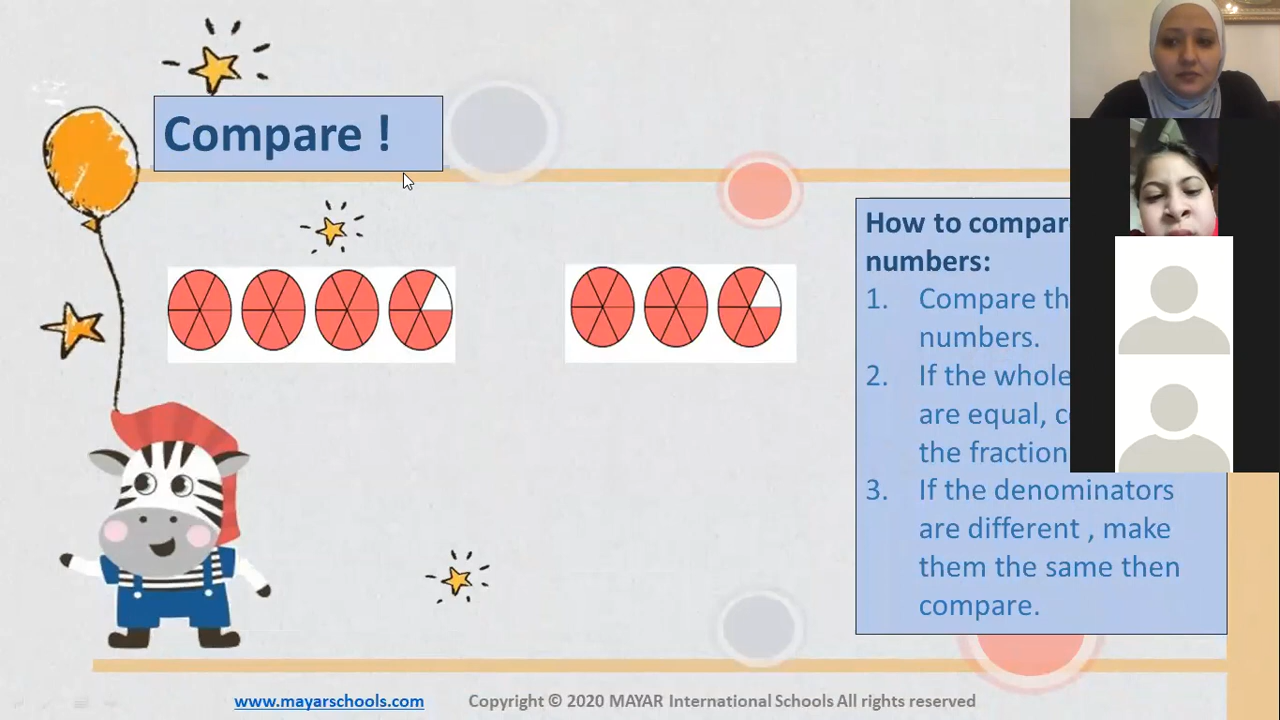 Compare !
How to compar
numbers:
1. Compare th
numbers.
2. If the whole
are equal, c
the fraction
3. If the denominators
are different , make
them the same then
compare.
www.mayarschools.com Copyright © 2020 MAYAR International Schools All rights reserved